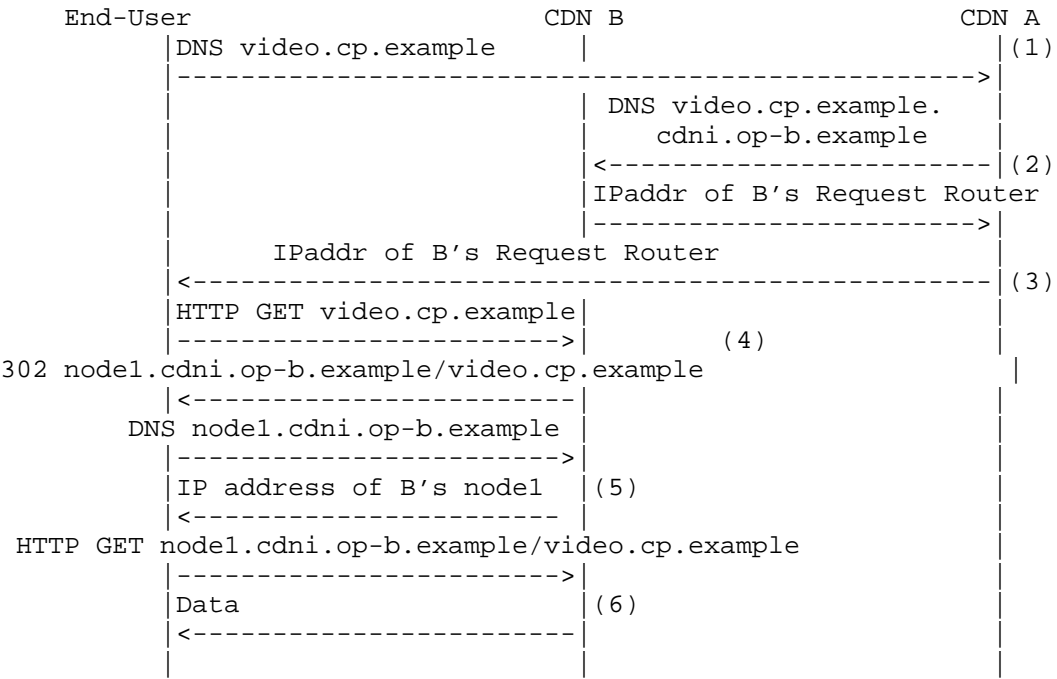 End-User CDN B CDN A
DNS video.cp.example (1)
DNS video.cp.example.
cdni.op-b.example
(2)
IPaddr of B’s Request Router
IPaddr of B’s Request Router
(3)
HTTP GET video.cp.example
(4)
302 node1.cdni.op-b.example/video.cp.example
DNS node1.cdni.op-b.example
IP address of B’s node1 (5)
HTTP GET node1.cdni.op-b.example/video.cp.example
Data (6)